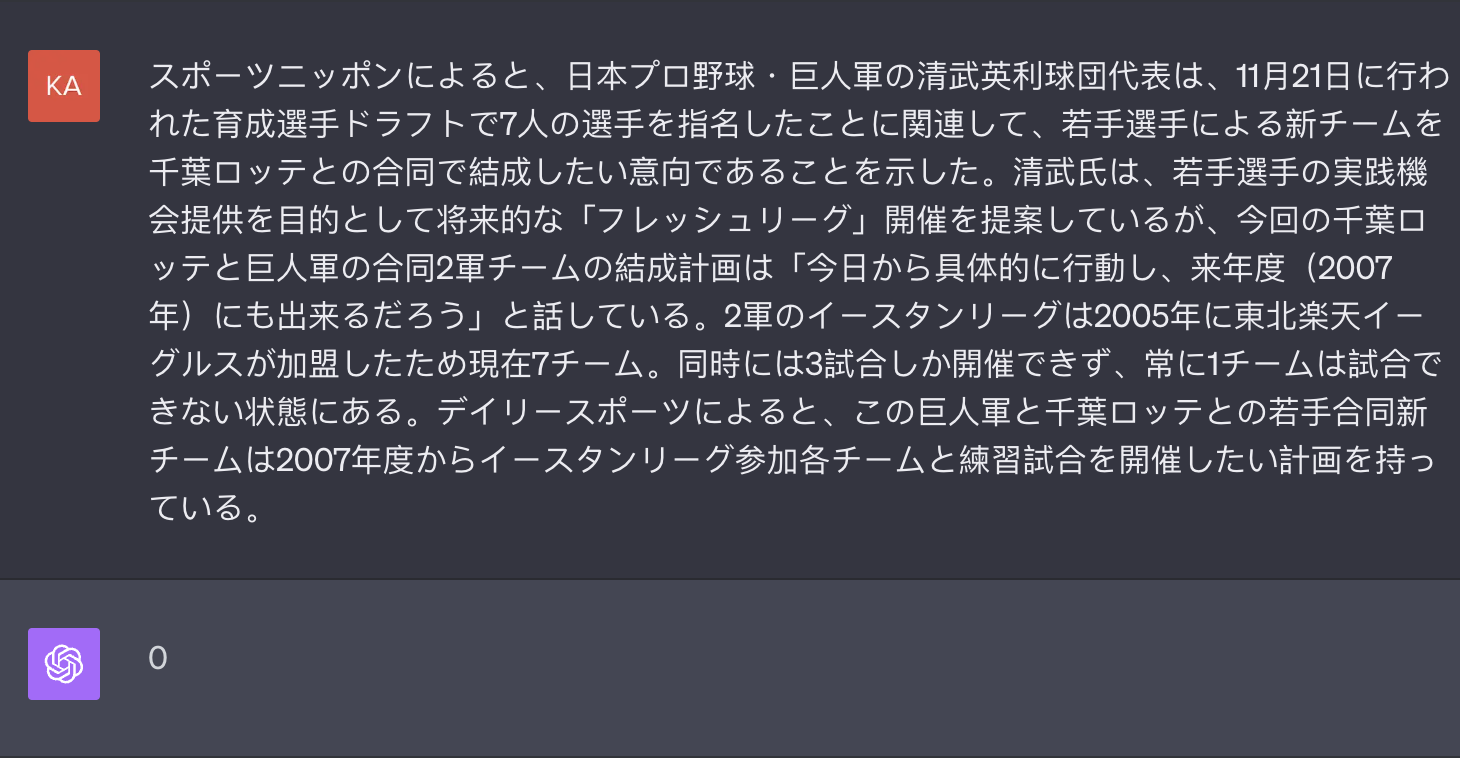 KA
スポーツニッポンによると、日本プロ野球・巨人軍の清武英利球団代表は、11月21日に行わ
れた育成選手ドラフトで7人の選手を指名したことに関連して、若手選手による新チームを
千葉ロッテとの合同で結成したい意向であることを示した。清武氏は、若手選手の実践機
会提供を目的として将来的な「フレッシュリーグ」開催を提案しているが、今回の千葉ロ
ッテと巨人軍の合同2軍チームの結成計画は「今日から具体的に行動し、来年度（2007
年）にも出来るだろう」と話している。2軍のイースタンリーグは2005年に東北楽天イー
グルスが加盟したため現在7チーム。同時には3試合しか開催できず、常に1チームは試合で
きない状態にある。デイリースポーツによると、この巨人軍と千葉ロッテとの若手合同新
チームは2007年度からイースタンリーグ参加各チームと練習試合を開催したい計画を持っ
ている。
0